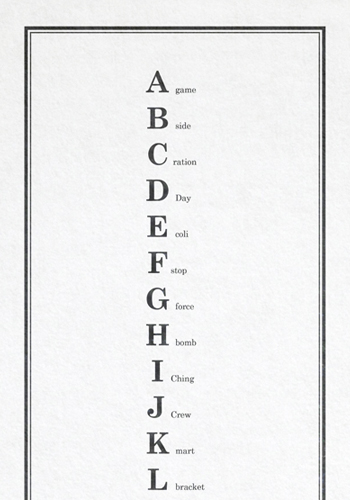 A game
B side
C ration
D Day
E coli
F stop
G force
H bomb
I Ching
J Crew
K mart
L bracket